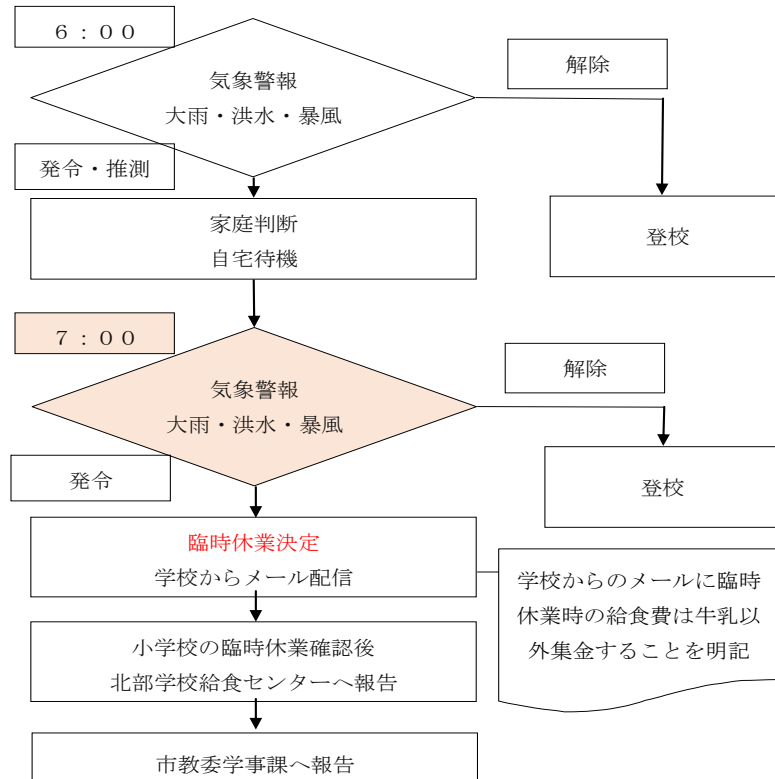 ６：００
気象警報
大雨・洪水・暴風
解除
発令・推測
家庭判断
自宅待機
登校
７：００
気象警報
大雨・洪水・暴風
解除
発令
登校
臨時休業決定
学校からメール配信
学校からのメールに臨時
休業時の給食費は牛乳以
外集金することを明記
小学校の臨時休業確認後
北部学校給食センターへ報告
市教委学事課へ報告